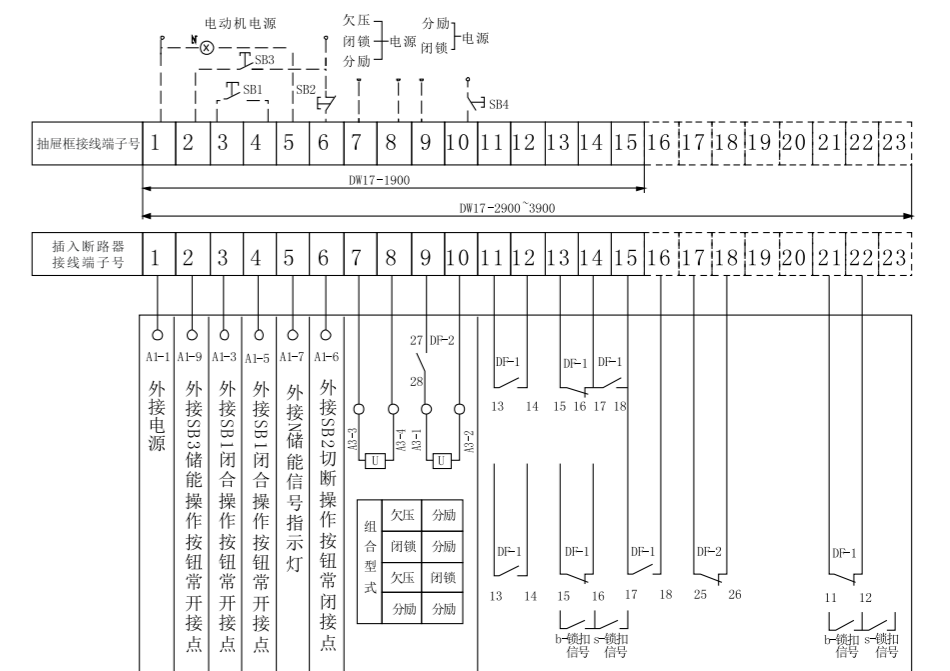 电动机电源
欠压
闭锁
分励
电源
分励
闭锁
电源
N
X
SB3
SB1
SB2
SB4
抽屉框接线端子号 1 2 3 4 5 6 7 8 9 10 11 12 13 14 15 16 17 18 19 20 21 22 23
DW17-1900
DW17-2900~3900
插入断路器
接线端子号
1 2 3 4 5 6 7 8 9 10 11 12 13 14 15 16 17 18 19 20 21 22 23
A1-1 A1-9 A1-3 A1-5 A1-7 A1-6
外接电源
外接SB3储能操作按钮常开接点
外接SB1闭合操作按钮常开接点
外接SB1闭合操作按钮常开接点
外接N储能信号指示灯
外接SB2切断操作按钮常闭接点
27 DF-2
28
A3-3 A3-4 A3-1 A3-2
U U
组合型式
欠压 分励
闭锁 分励
欠压 闭锁
分励 分励
DF-1 DF-1 DF-1
13 14 15 16 17 18
DF-1 DF-1 DF-1 DF-2 DF-1
13 14 15 16 17 18 25 26 11 12
b-锁扣
信号
s-锁扣
信号
b-锁扣
信号
s-锁扣
信号